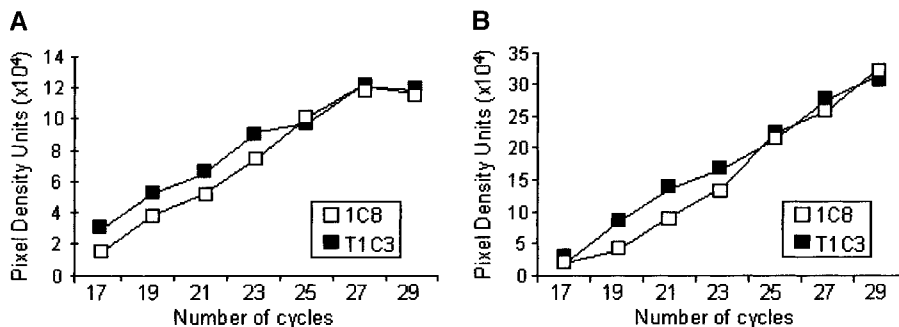 A
Pixel Density Units (x10⁴)
14
12
10
8
6
4
2
0
17 19 21 23 25 27 29
Number of cycles
1C8
T1C3
B
Pixel Density Units (x10⁴)
35
30
25
20
15
10
5
0
17 19 21 23 25 27 29
Number of cycles
1C8
T1C3